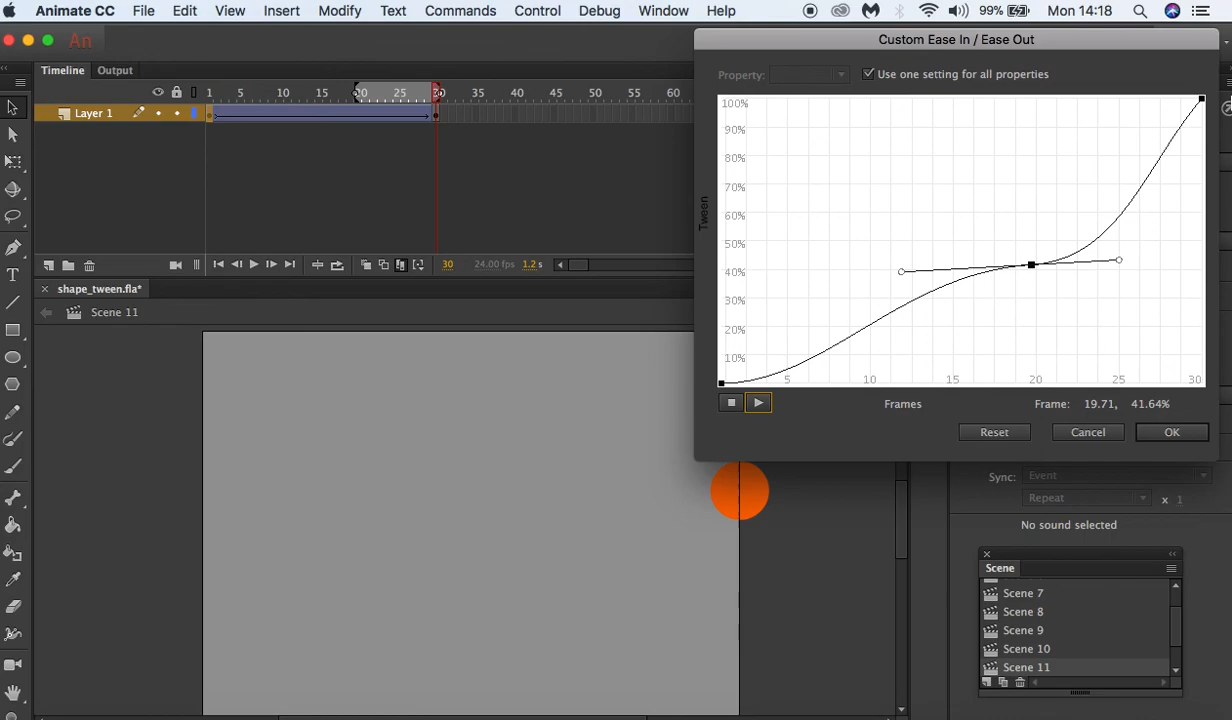 Animate CC File Edit View Insert Modify Text Commands Control Debug Window Help 99% Mon 14:18
An
Custom Ease In / Ease Out
Timeline Output
Property: Use one setting for all properties
1 5 10 15 20 25 30 35 40 45 50 55 60
Layer 1
100%
90%
80%
70%
60%
50%
40%
30%
20%
10%
Tween
5 10 15 20 25 30
30 24.00 fps 1.2 s
shape_tween.fla*
Scene 11
Frames Frame: 19.71, 41.64%
Reset Cancel OK
Sync: Event
Repeat x 1
No sound selected
Scene
Scene 7
Scene 8
Scene 9
Scene 10
Scene 11